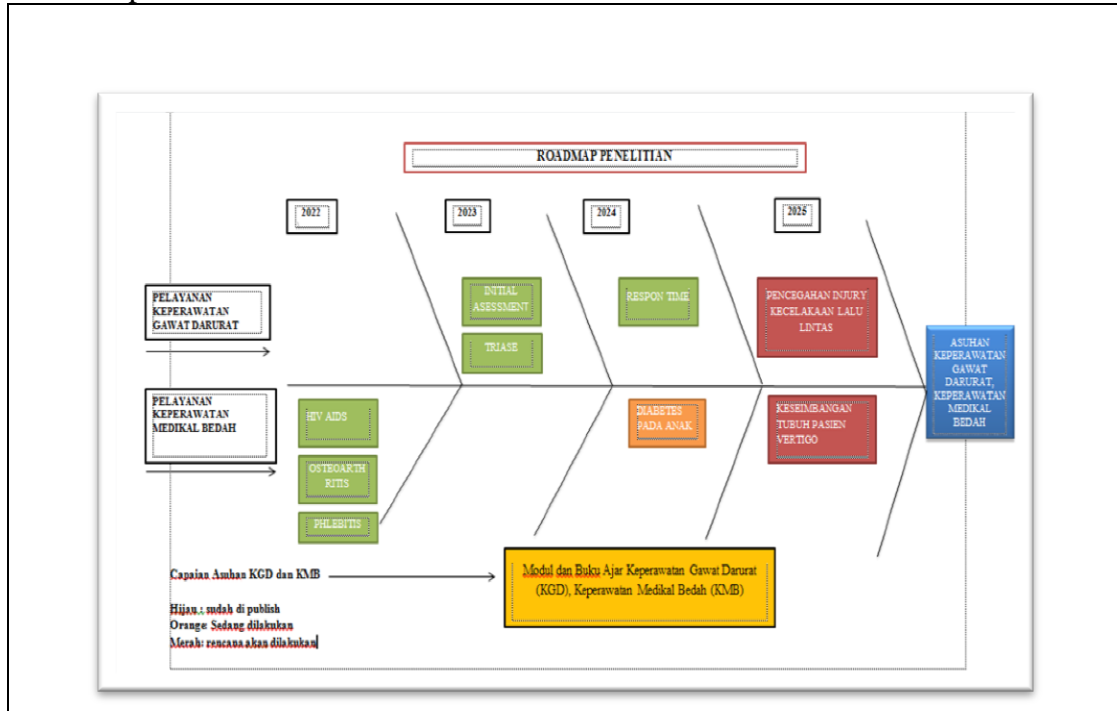 ROADMAP PENELITIAN
2022
2023
2024
2025
PELAYANAN
KEPERAWATAN
GAWAT DARURAT
INITIAL
ASESSMENT
TRIASE
RESPON TIME
PENCEGAHAN INJURY
KECELAKAAN LALU
LINTAS
ASUHAN
KEPERAWATAN
GAWAT
DARURAT,
KEPERAWATAN
MEDIKAL
BEDAH
PELAYANAN
KEPERAWATAN
MEDIKAL BEDAH
HIV AIDS
OSTEOARTH
RITIS
PHLEBITIS
DIABETES
PADA ANAK
KESEIMBANGAN
TUBUH PASIEN
VERTIGO
Capaian Asuhan KGD dan KMB
Modul dan Buku Ajar Keperawatan Gawat Darurat
(KGD), Keperawatan Medikal Bedah (KMB)
Hijau : sudah di publish
Orange: Sedang dilakukan
Merah: rencana akan dilakukan